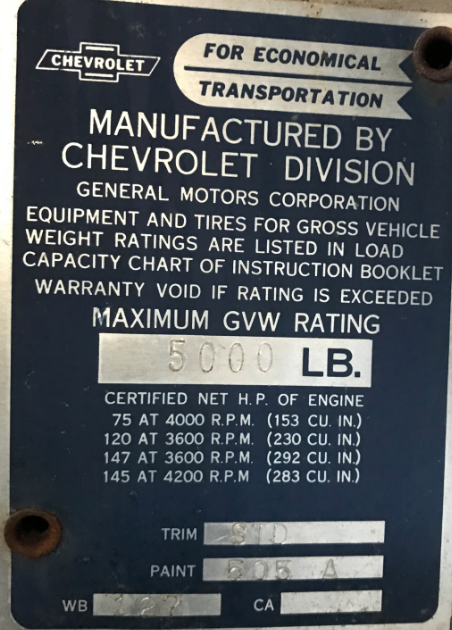 CHEVROLET
FOR ECONOMICAL
TRANSPORTATION
MANUFACTURED BY
CHEVROLET DIVISION
GENERAL MOTORS CORPORATION
EQUIPMENT AND TIRES FOR GROSS VEHICLE
WEIGHT RATINGS ARE LISTED IN LOAD
CAPACITY CHART OF INSTRUCTION BOOKLET
WARRANTY VOID IF RATING IS EXCEEDED
MAXIMUM GVW RATING
5000 LB.
CERTIFIED NET H.P. OF ENGINE
75 AT 4000 R.P.M. (153 CU. IN.)
120 AT 3600 R.P.M. (230 CU. IN.)
147 AT 3600 R.P.M. (292 CU. IN.)
145 AT 4200 R.P.M (283 CU. IN.)
TRIM STD
PAINT 505 A
WB 127 CA